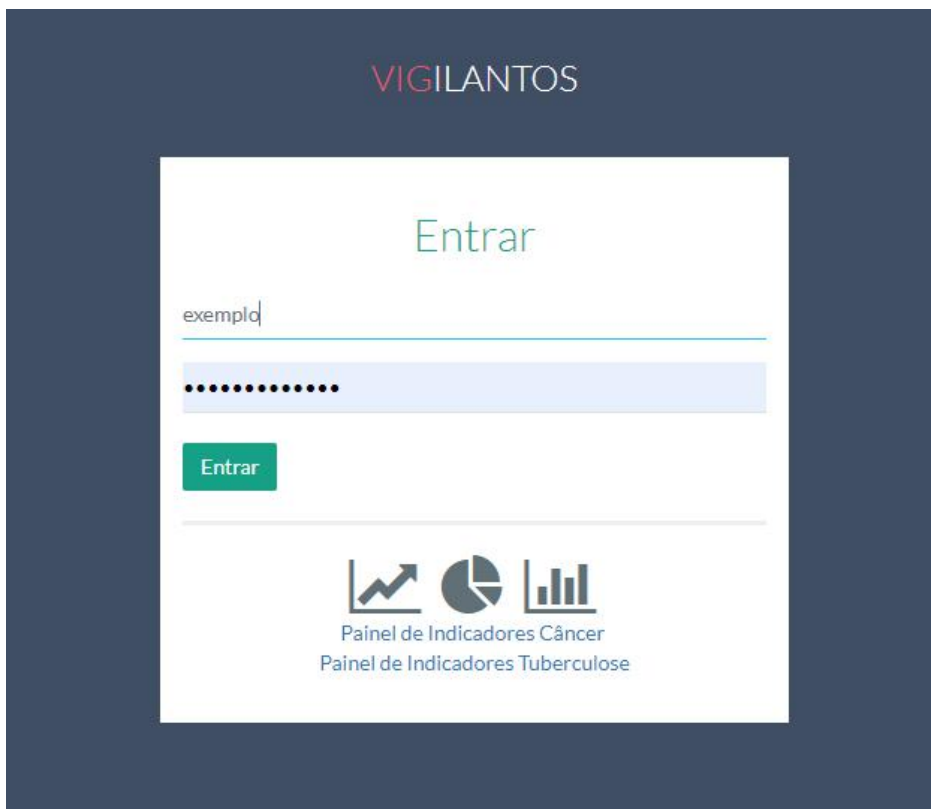 VIGILANTOS
Entrar
exemplo
•••••••••••••
Entrar
Painel de Indicadores Câncer
Painel de Indicadores Tuberculose